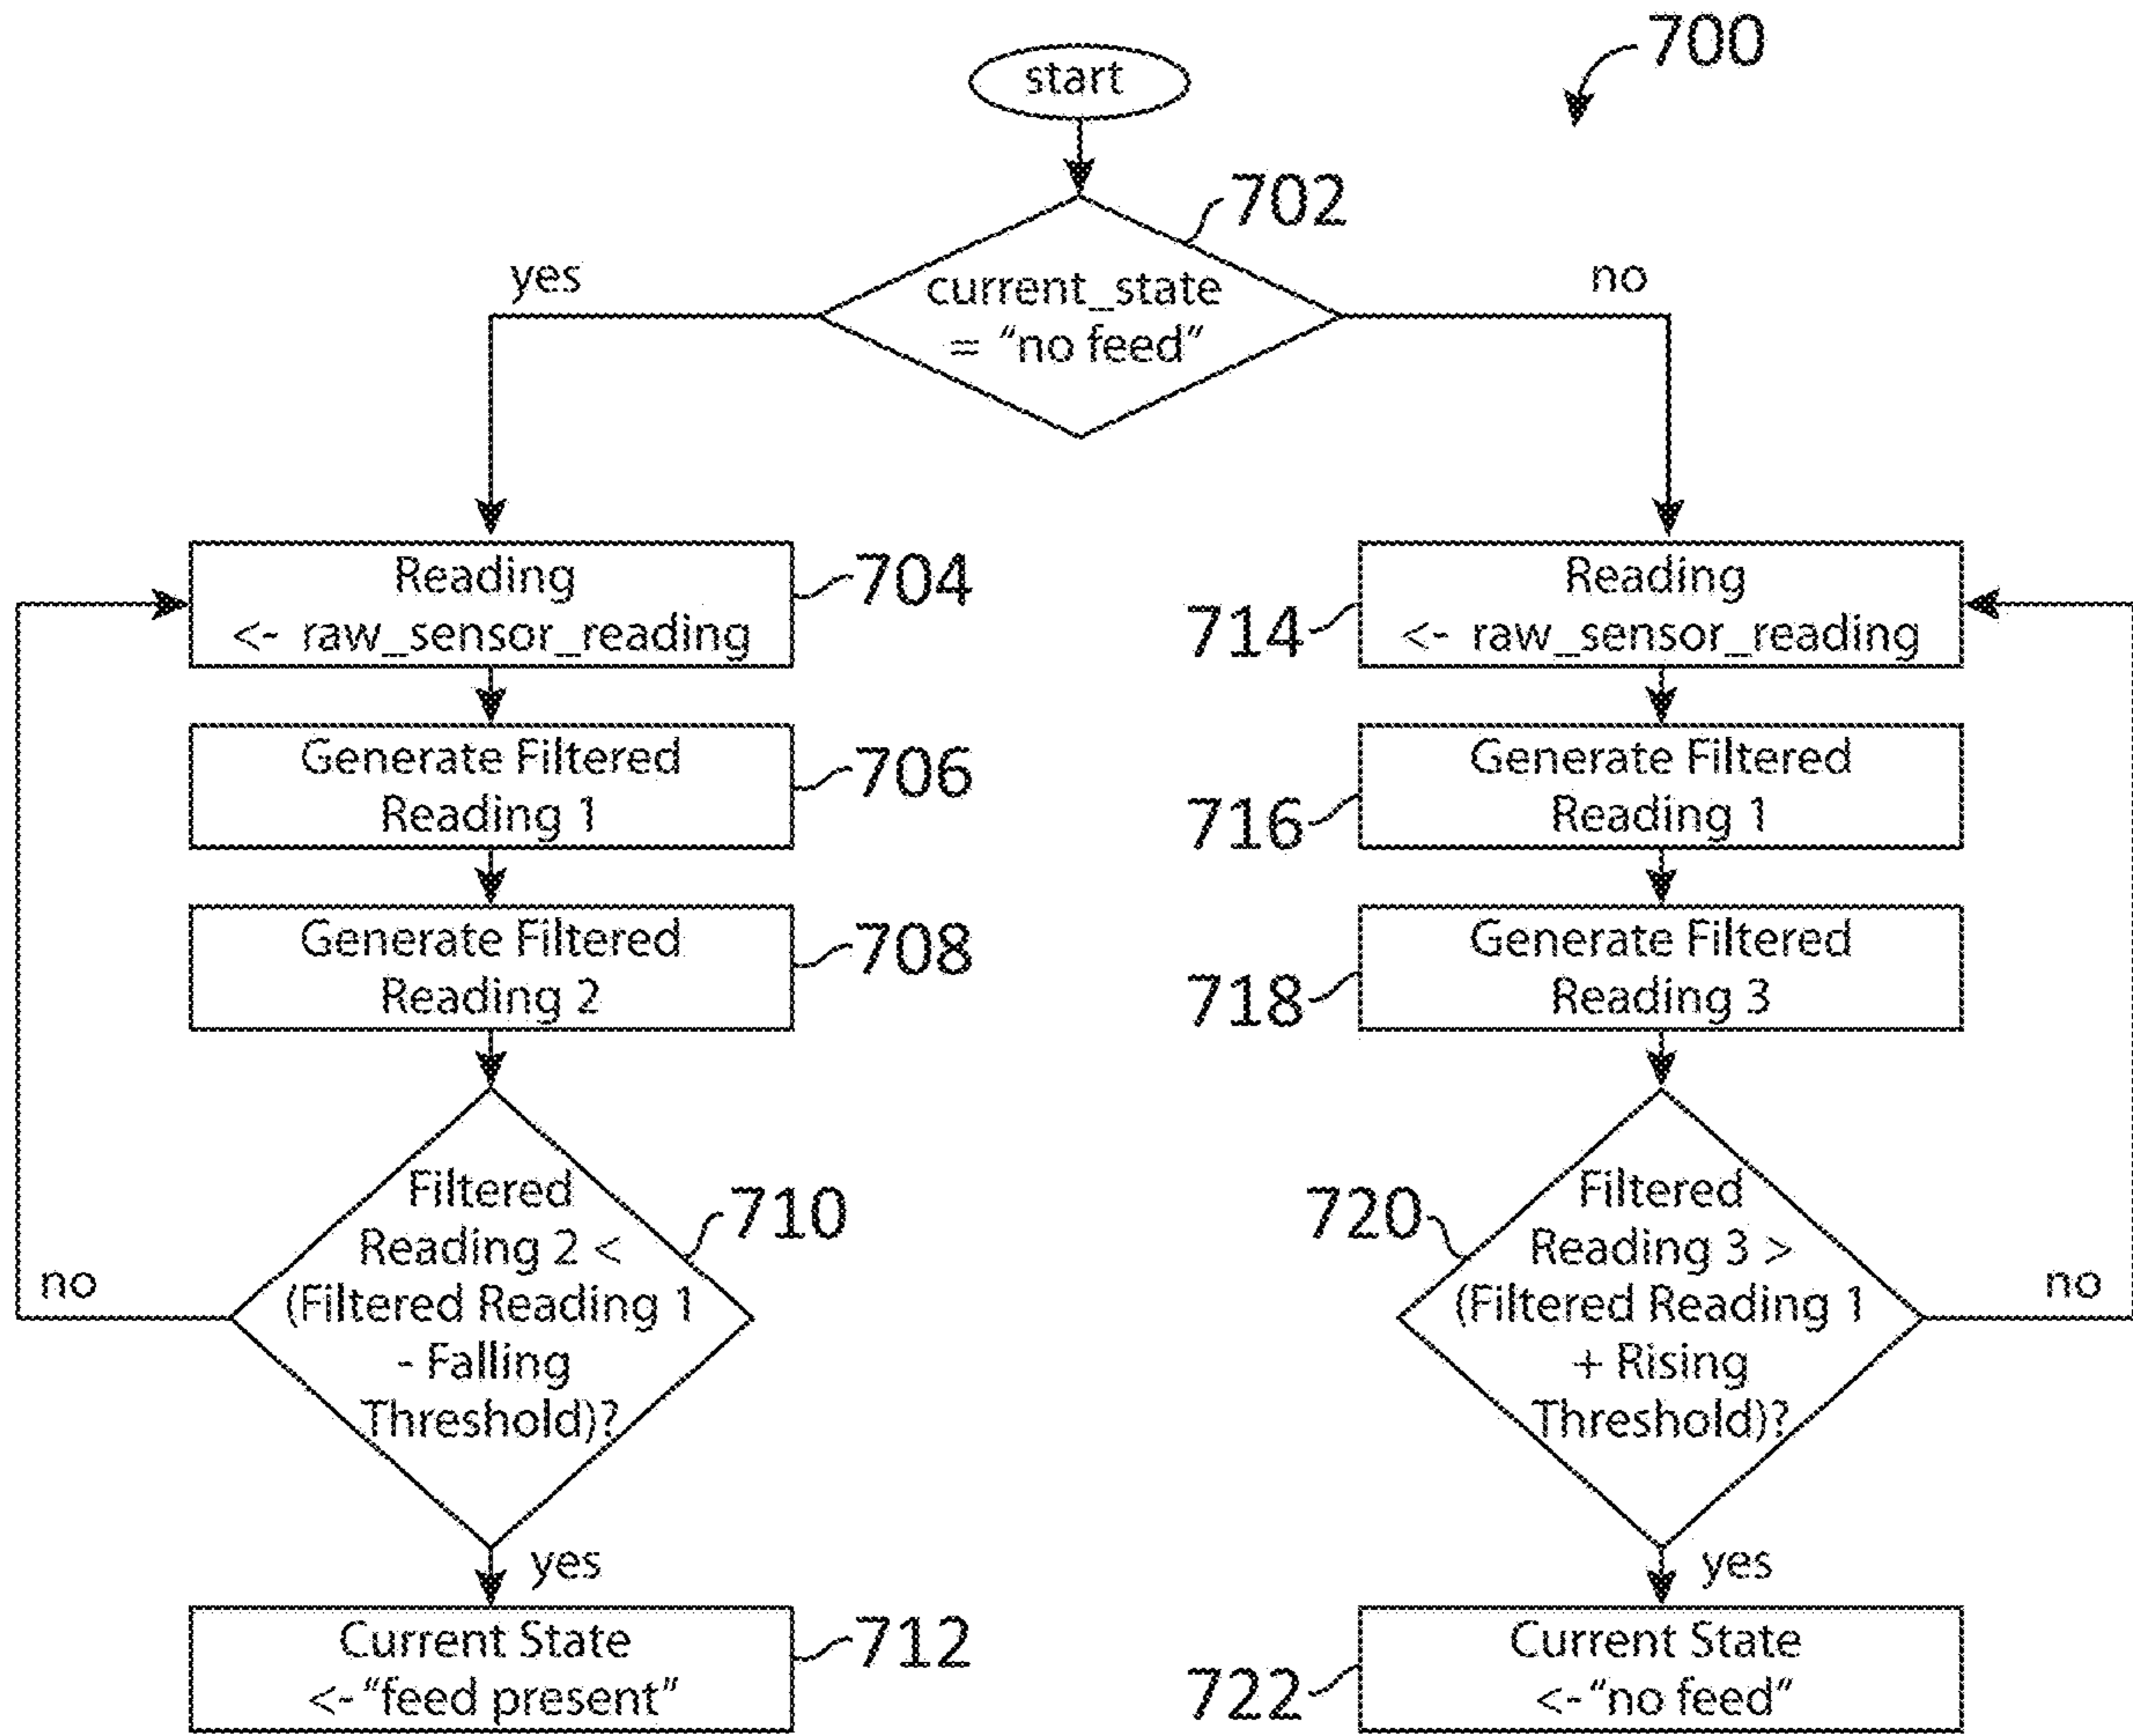 700
start
702
yes
no
current_state
= “no feed”
Reading
<- raw_sensor_reading
704
Generate Filtered
Reading 1
706
Generate Filtered
Reading 2
708
Filtered
Reading 2 <
(Filtered Reading 1
- Falling
Threshold)?
710
no
yes
Current State
<-“feed present”
712
Reading
<- raw_sensor_reading
714
Generate Filtered
Reading 1
716
Generate Filtered
Reading 3
718
Filtered
Reading 3 >
(Filtered Reading 1
+ Rising
Threshold)?
720
no
yes
Current State
<-“no feed”
722